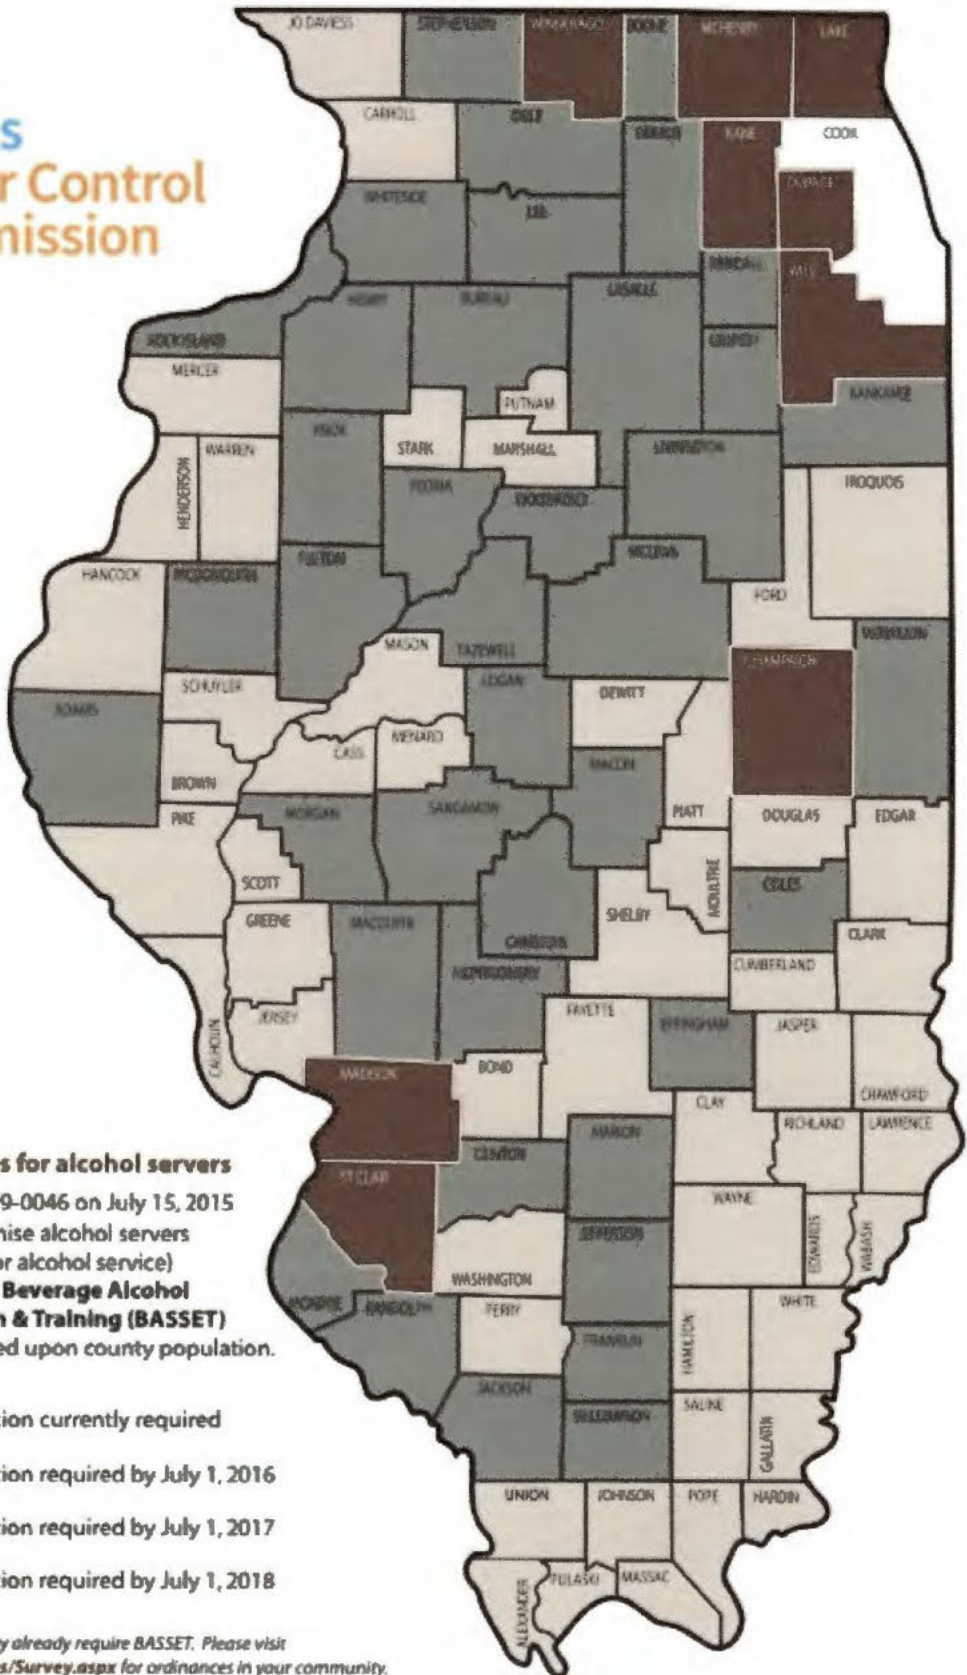 s
r Control
mission
JO DAVIESS
STEPHENSON
WINNEBAGO
BOONE
MCHENRY
LAKE
CARROLL
OGLE
DEKALB
KANE
COOK
DUPAGE
WHITESIDE
LEE
KENDALL
WILL
ROCK ISLAND
HENRY
BUREAU
LASALLE
GRUNDY
KANKAKEE
MERCER
PUTNAM
STARK
MARSHALL
KNOX
WARREN
HENDERSON
PEORIA
WOODFORD
LIVINGSTON
IROQUOIS
HANCOCK
MCDONOUGH
FULTON
MCLEAN
FORD
VERMILION
MASON
TAZEWELL
LOGAN
DEWITT
CHAMPAIGN
SCHUYLER
ADAMS
BROWN
CASS
MENARD
MACON
PIATT
DOUGLAS
EDGAR
PIKE
MORGAN
SANGAMON
SCOTT
CHRISTIAN
SHELBY
MOULTRIE
COLES
CLARK
GREENE
MACOUPIN
MONTGOMERY
CUMBERLAND
JERSEY
CALHOUN
FAYETTE
EFFINGHAM
JASPER
CRAWFORD
MADISON
BOND
CLAY
RICHLAND
LAWRENCE
CLINTON
MARION
ST CLAIR
WAYNE
EDWARDS
WABASH
WASHINGTON
JEFFERSON
MONROE
RANDOLPH
PERRY
FRANKLIN
HAMILTON
WHITE
JACKSON
WILLIAMSON
SALINE
GALLATIN
UNION
JOHNSON
POPE
HARDIN
ALEXANDER
PULASKI
MASSAC
s for alcohol servers
9-0046 on July 15, 2015
nise alcohol servers
or alcohol service)
Beverage Alcohol
n & Training (BASSET)
ed upon county population.
tion currently required
tion required by July 1, 2016
tion required by July 1, 2017
tion required by July 1, 2018
y already require BASSET. Please visit
s/Survey.aspx for ordinances in your community.